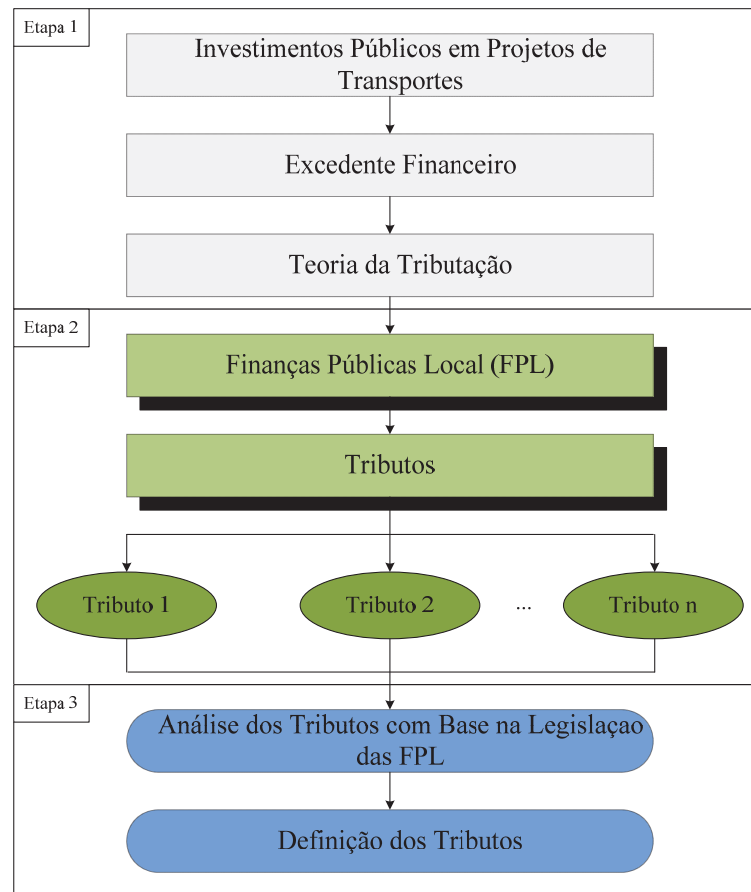 Etapa 1
Investimentos Públicos em Projetos de
Transportes
Excedente Financeiro
Teoria da Tributação
Etapa 2
Finanças Públicas Local (FPL)
Tributos
Tributo 1
Tributo 2
...
Tributo n
Etapa 3
Análise dos Tributos com Base na Legislaçao
das FPL
Definição dos Tributos